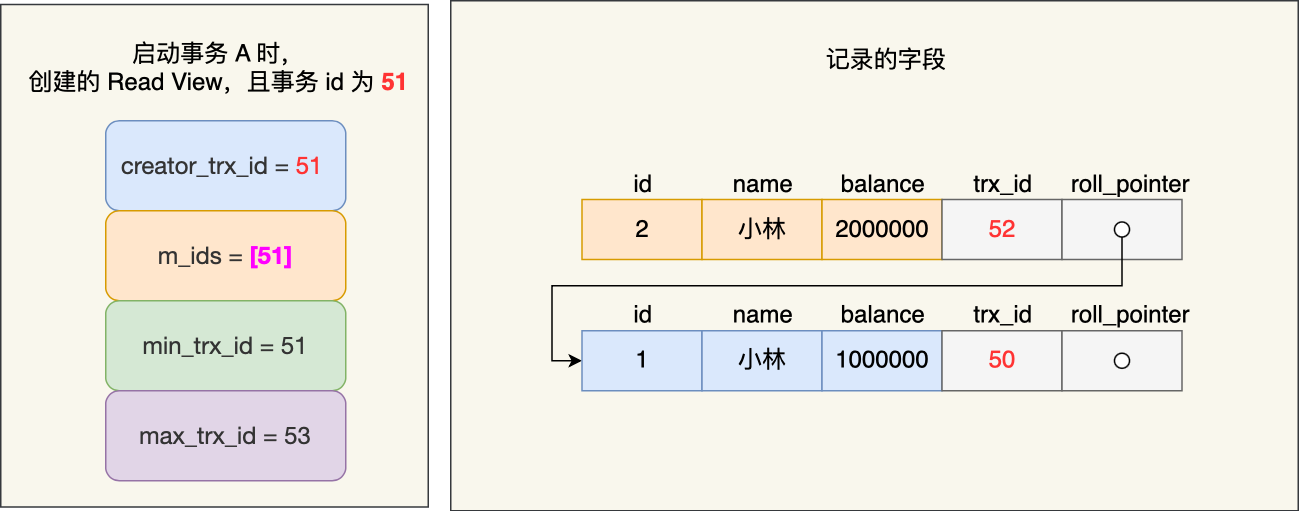 启动事务 A 时，
创建的 Read View，且事务 id 为 51
creator_trx_id = 51
m_ids = [51]
min_trx_id = 51
max_trx_id = 53
记录的字段
id name balance trx_id roll_pointer
2 小林 2000000 52
id name balance trx_id roll_pointer
1 小林 1000000 50